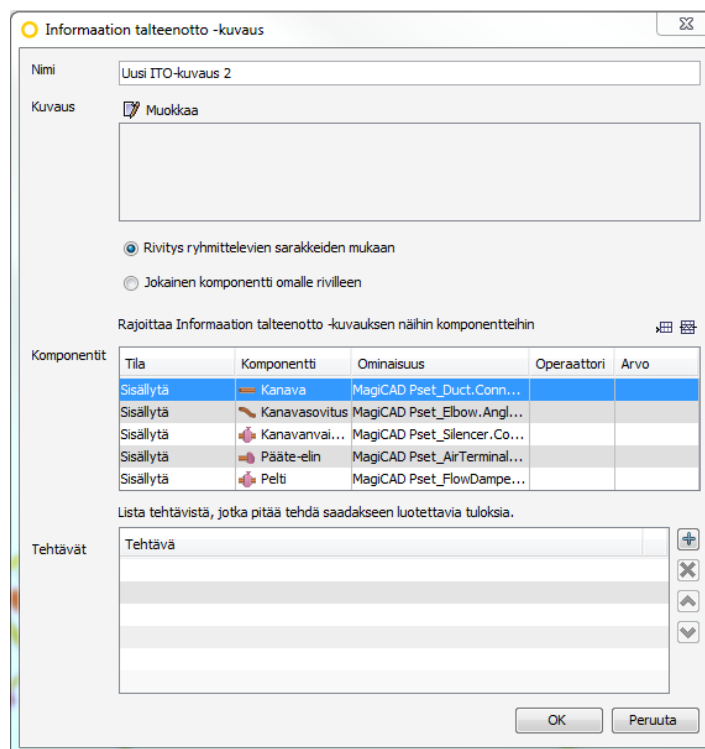 Informaation talteenotto -kuvaus
Nimi Uusi ITO-kuvaus 2
Kuvaus Muokkaa
Rivitys ryhmittelevien sarakkeiden mukaan
Jokainen komponentti omalle rivilleen
Rajoittaa Informaation talteenotto -kuvauksen näihin komponentteihin
Komponentit
Tila Komponentti Ominaisuus Operaattori Arvo
Sisällytä Kanava MagiCAD Pset_Duct.Conn...
Sisällytä Kanavasovitus MagiCAD Pset_Elbow.Angl...
Sisällytä Kanavanvai... MagiCAD Pset_Silencer.Co...
Sisällytä Pääte-elin MagiCAD Pset_AirTerminal...
Sisällytä Pelti MagiCAD Pset_FlowDampe...
Lista tehtävistä, jotka pitää tehdä saadakseen luotettavia tuloksia.
Tehtävät Tehtävä
OK Peruuta